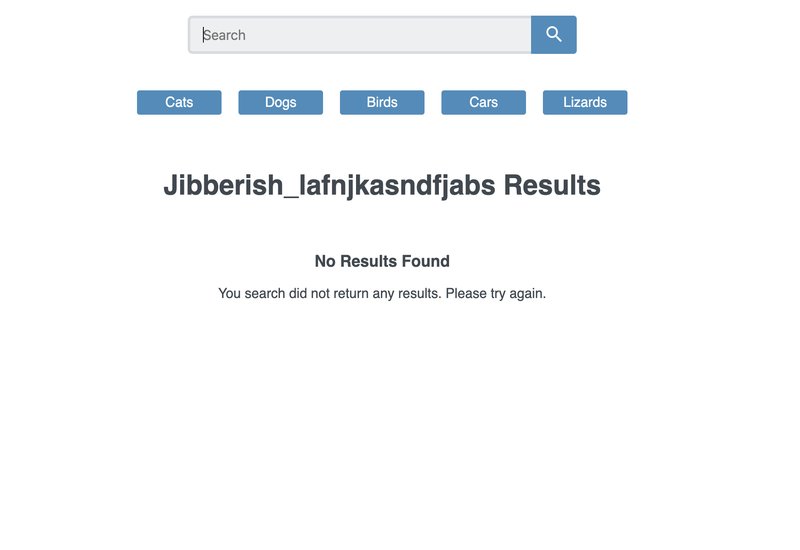 Search
Cats Dogs Birds Cars Lizards
Jibberish_lafnjkasndfjabs Results
No Results Found
You search did not return any results. Please try again.